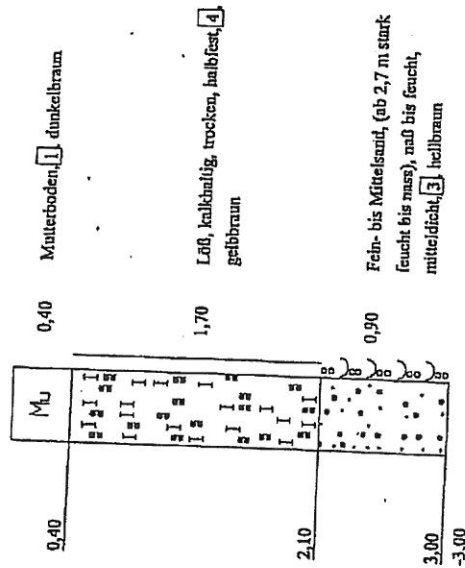 Mu
0,40
0,40
Mutterboden, 1, dunkelbraun
1,70
Löß, kalkhaltig, trocken, halbfest, 4,
gelbbraun
2,10
0,90
Fein- bis Mittelsand, (ab 2,7 m stark
feucht bis nass), naß bis feucht,
mitteldicht, 3, hellbraun
3,00
-3.00